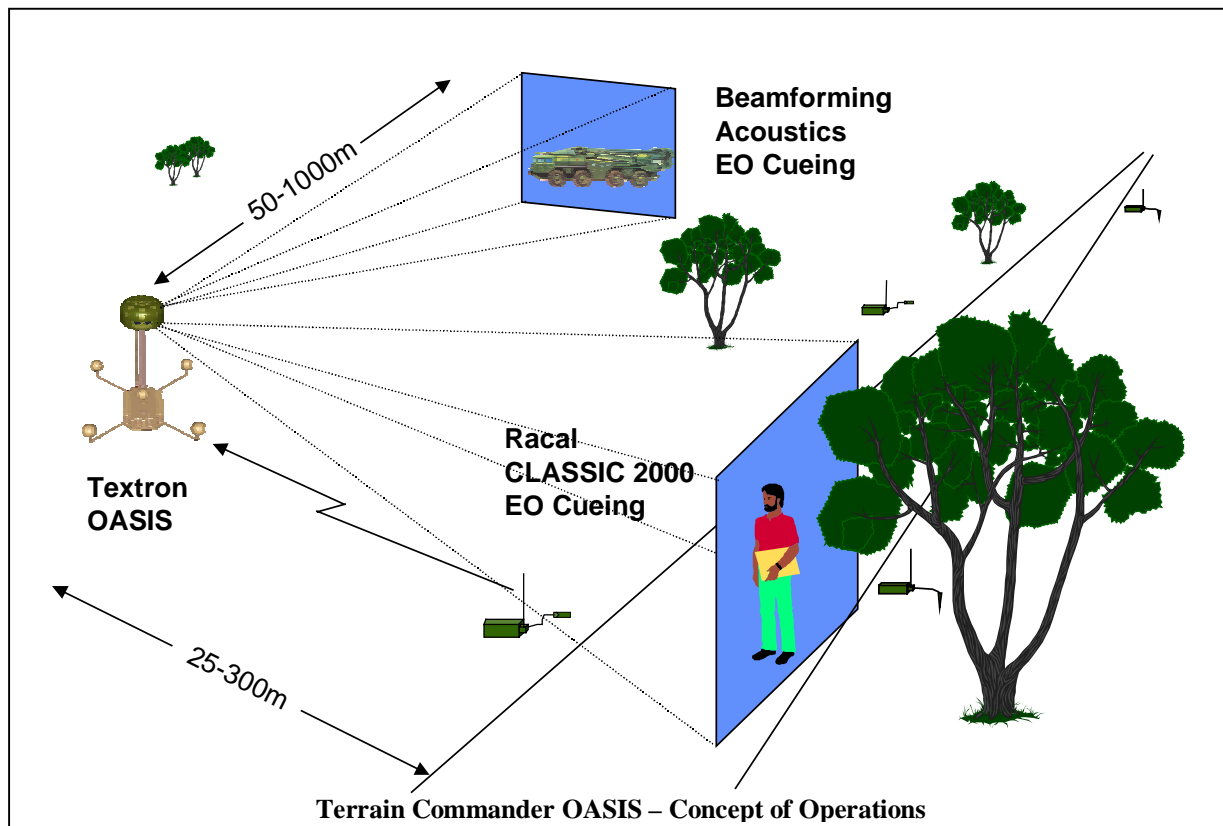 Beamforming
Acoustics
EO Cueing
50-1000m
Racal
CLASSIC 2000
EO Cueing
Textron
OASIS
25-300m
Terrain Commander OASIS – Concept of Operations